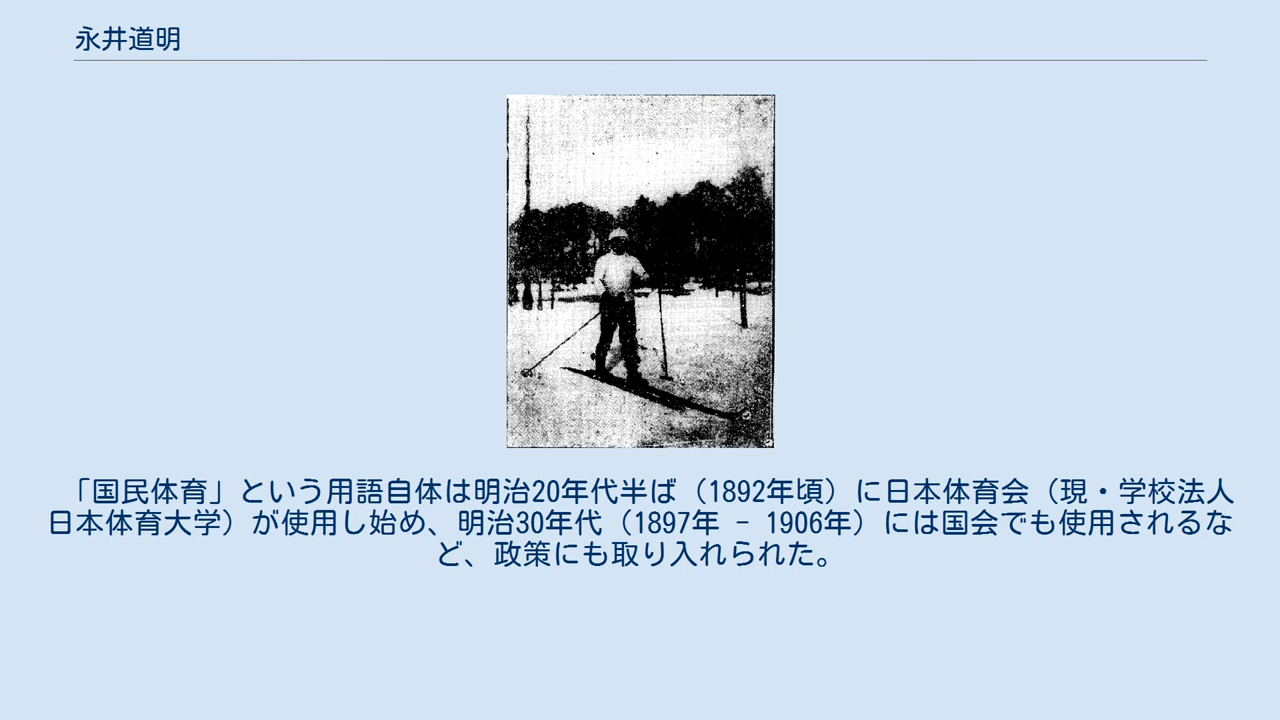 永井道明
「国民体育」という用語自体は明治20年代半ば（1892年頃）に日本体育会（現・学校法人
日本体育大学）が使用し始め、明治30年代（1897年 - 1906年）には国会でも使用されるな
ど、政策にも取り入れられた。